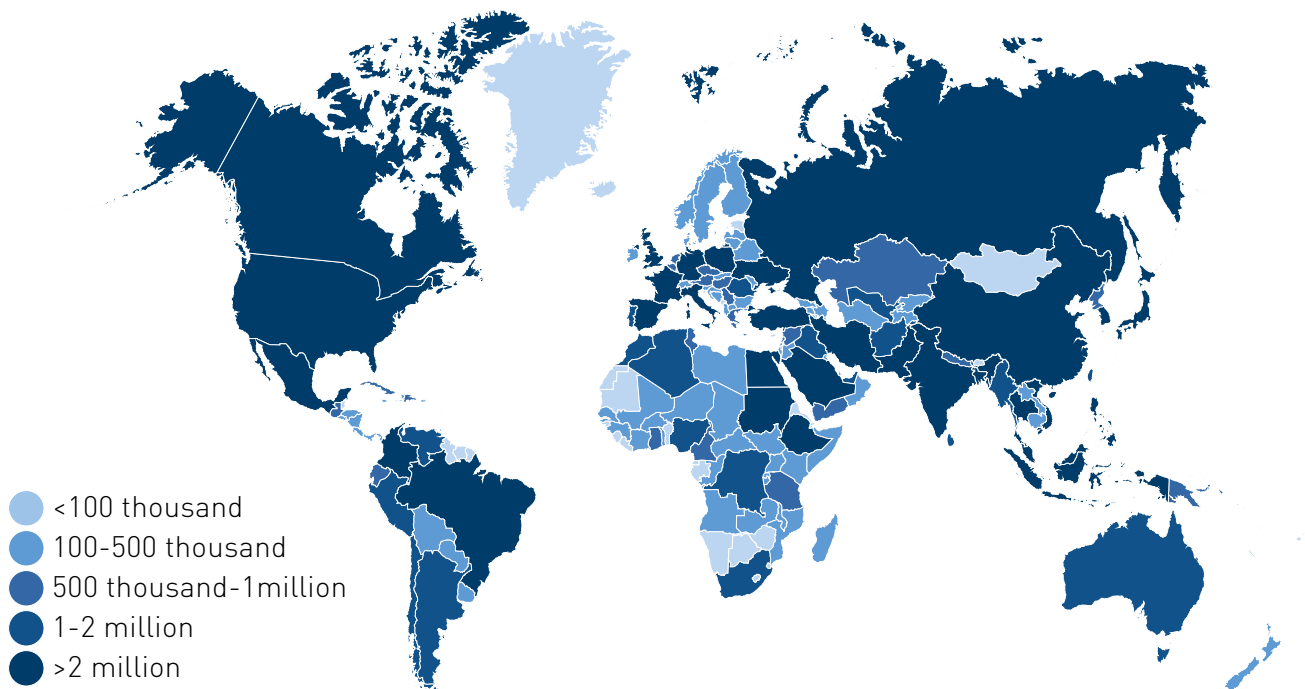 <100 thousand
100-500 thousand
500 thousand-1million
1-2 million
>2 million